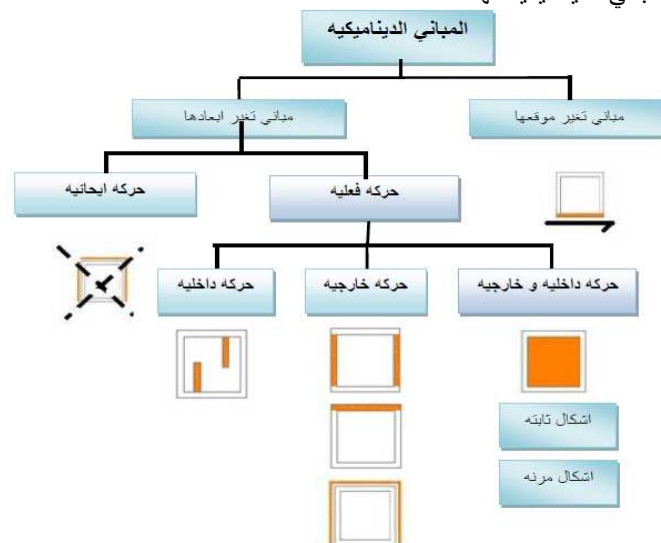 المباني الديناميكيه
مباني تغير موقعها
مباني تغير ابعادها
حركه فعليه
حركه ايحائيه
حركه داخليه و خارجيه
حركه خارجيه
حركه داخليه
اشكال ثابته
اشكال مرنه